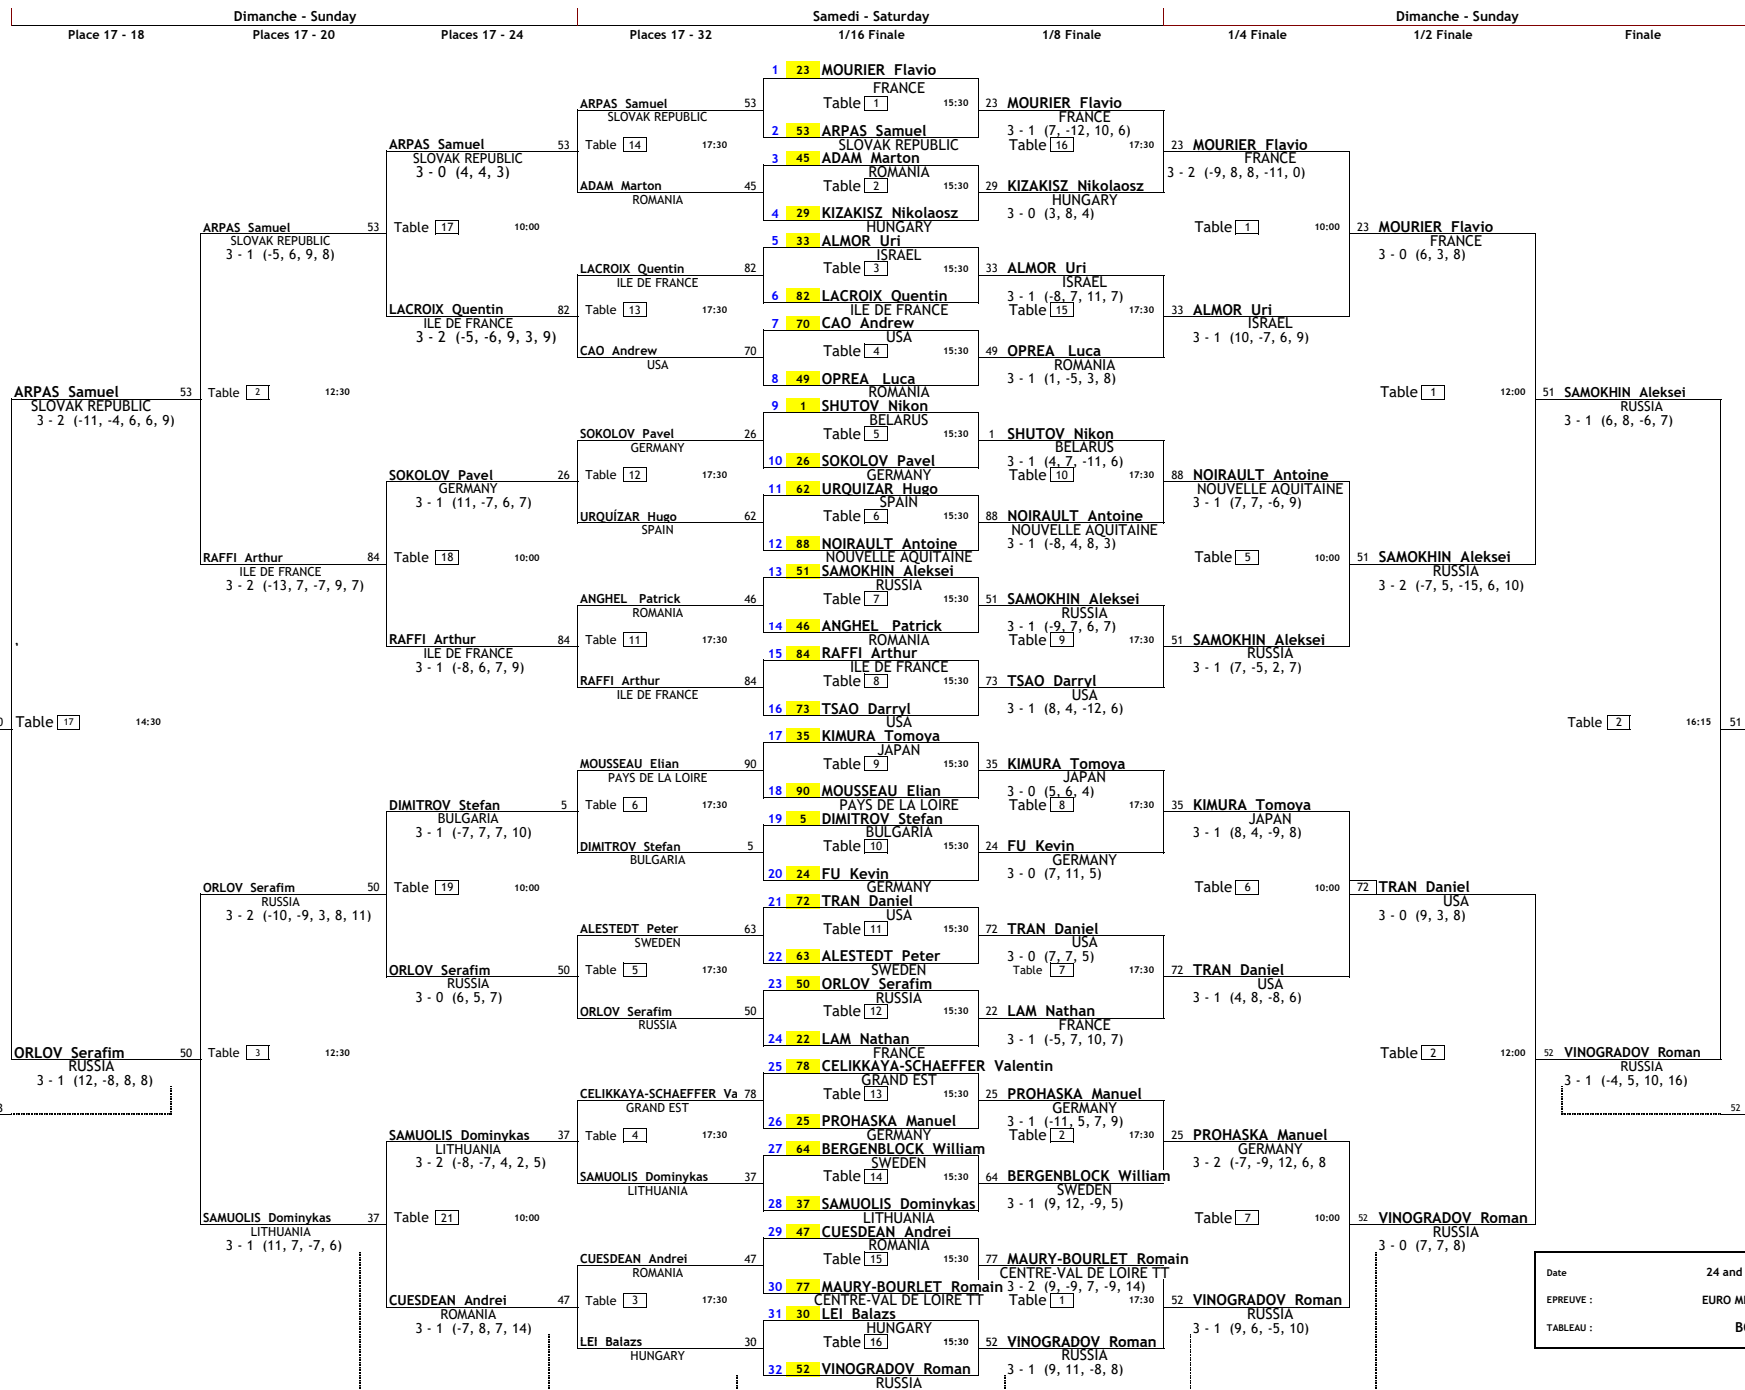 Dimanche - Sunday
Samedi - Saturday
Dimanche - Sunday
Place 17 - 18
Places 17 - 20
Places 17 - 24
Places 17 - 32
1/16 Finale
1/8 Finale
1/4 Finale
1/2 Finale
Finale
ARPAS Samuel 53
SLOVAK REPUBLIC
3 - 2 (-11, -4, 6, 6, 9)
Table 17 14:30
ORLOV Serafim 50
RUSSIA
3 - 1 (12, -8, 8, 8)
ARPAS Samuel 53
SLOVAK REPUBLIC
3 - 1 (-5, 6, 9, 8)
Table 2 12:30
RAFFI Arthur 84
ILE DE FRANCE
3 - 2 (-13, 7, -7, 9, 7)
ORLOV Serafim 50
RUSSIA
3 - 2 (-10, -9, 3, 8, 11)
Table 3 12:30
SAMUOLIS Dominykas 37
LITHUANIA
3 - 1 (11, 7, -7, 6)
ARPAS Samuel 53
SLOVAK REPUBLIC
3 - 0 (4, 4, 3)
Table 17 10:00
LACROIX Quentin 82
ILE DE FRANCE
3 - 2 (-5, -6, 9, 3, 9)
SOKOLOV Pavel 26
GERMANY
3 - 1 (11, -7, 6, 7)
Table 18 10:00
RAFFI Arthur 84
ILE DE FRANCE
3 - 1 (-8, 6, 7, 9)
DIMITROV Stefan 5
BULGARIA
3 - 1 (-7, 7, 7, 10)
Table 19 10:00
ORLOV Serafim 50
RUSSIA
3 - 0 (6, 5, 7)
SAMUOLIS Dominykas 37
LITHUANIA
3 - 2 (-8, -7, 4, 2, 5)
Table 21 10:00
CUESDEAN Andrei 47
ROMANIA
3 - 1 (-7, 8, 7, 14)
ARPAS Samuel 53
SLOVAK REPUBLIC
Table 14 17:30
ADAM Marton 45
ROMANIA
LACROIX Quentin 82
ILE DE FRANCE
Table 13 17:30
CAO Andrew 70
USA
SOKOLOV Pavel 26
GERMANY
Table 12 17:30
URQUÍZAR Hugo 62
SPAIN
ANGHEL Patrick 46
ROMANIA
Table 11 17:30
RAFFI Arthur 84
ILE DE FRANCE
MOUSSEAU Elian 90
PAYS DE LA LOIRE
Table 6 17:30
DIMITROV Stefan 5
BULGARIA
ALESTEDT Peter 63
SWEDEN
Table 5 17:30
ORLOV Serafim 50
RUSSIA
CELIKKAYA-SCHAEFFER Va 78
GRAND EST
Table 4 17:30
SAMUOLIS Dominykas 37
LITHUANIA
CUESDEAN Andrei 47
ROMANIA
Table 3 17:30
LEI Balazs 30
HUNGARY
1 23 MOURIER Flavio
FRANCE
Table 1 15:30
2 53 ARPAS Samuel
SLOVAK REPUBLIC
3 45 ADAM Marton
ROMANIA
Table 2 15:30
4 29 KIZAKISZ Nikolaosz
HUNGARY
5 33 ALMOR Uri
ISRAEL
Table 3 15:30
6 82 LACROIX Quentin
ILE DE FRANCE
7 70 CAO Andrew
USA
Table 4 15:30
8 49 OPREA Luca
ROMANIA
9 1 SHUTOV Nikon
BELARUS
Table 5 15:30
10 26 SOKOLOV Pavel
GERMANY
11 62 URQUIZAR Hugo
SPAIN
Table 6 15:30
12 88 NOIRAULT Antoine
NOUVELLE AQUITAINE
13 51 SAMOKHIN Aleksei
RUSSIA
Table 7 15:30
14 46 ANGHEL Patrick
ROMANIA
15 84 RAFFI Arthur
ILE DE FRANCE
Table 8 15:30
16 73 TSAO Darryl
USA
17 35 KIMURA Tomoya
JAPAN
Table 9 15:30
18 90 MOUSSEAU Elian
PAYS DE LA LOIRE
19 5 DIMITROV Stefan
BULGARIA
Table 10 15:30
20 24 FU Kevin
GERMANY
21 72 TRAN Daniel
USA
Table 11 15:30
22 63 ALESTEDT Peter
SWEDEN
23 50 ORLOV Serafim
RUSSIA
Table 12 15:30
24 22 LAM Nathan
FRANCE
25 78 CELIKKAYA-SCHAEFFER Valentin
GRAND EST
Table 13 15:30
26 25 PROHASKA Manuel
GERMANY
27 64 BERGENBLOCK William
SWEDEN
Table 14 15:30
28 37 SAMUOLIS Dominykas
LITHUANIA
29 47 CUESDEAN Andrei
ROMANIA
Table 15 15:30
30 77 MAURY-BOURLET Romain
CENTRE-VAL DE LOIRE TT
31 30 LEI Balazs
HUNGARY
Table 16 15:30
32 52 VINOGRADOV Roman
RUSSIA
23 MOURIER Flavio
FRANCE
3 - 1 (7, -12, 10, 6)
Table 16 17:30
29 KIZAKISZ Nikolaosz
HUNGARY
3 - 0 (3, 8, 4)
33 ALMOR Uri
ISRAEL
3 - 1 (-8, 7, 11, 7)
Table 15 17:30
49 OPREA Luca
ROMANIA
3 - 1 (1, -5, 3, 8)
1 SHUTOV Nikon
BELARUS
3 - 1 (4, 7, -11, 6)
Table 10 17:30
88 NOIRAULT Antoine
NOUVELLE AQUITAINE
3 - 1 (-8, 4, 8, 3)
51 SAMOKHIN Aleksei
RUSSIA
3 - 1 (-9, 7, 6, 7)
Table 9 17:30
73 TSAO Darryl
USA
3 - 1 (8, 4, -12, 6)
35 KIMURA Tomoya
JAPAN
3 - 0 (5, 6, 4)
Table 8 17:30
24 FU Kevin
GERMANY
3 - 0 (7, 11, 5)
72 TRAN Daniel
USA
3 - 0 (7, 7, 5)
Table 7 17:30
22 LAM Nathan
FRANCE
3 - 1 (-5, 7, 10, 7)
25 PROHASKA Manuel
GERMANY
3 - 1 (-11, 5, 7, 9)
Table 2 17:30
64 BERGENBLOCK William
SWEDEN
3 - 1 (9, 12, -9, 5)
77 MAURY-BOURLET Romain
CENTRE-VAL DE LOIRE TT
3 - 2 (9, -9, 7, -9, 14)
Table 1 17:30
52 VINOGRADOV Roman
RUSSIA
3 - 1 (9, 11, -8, 8)
23 MOURIER Flavio
FRANCE
3 - 2 (-9, 8, 8, -11, 0)
Table 1 10:00
33 ALMOR Uri
ISRAEL
3 - 1 (10, -7, 6, 9)
88 NOIRAULT Antoine
NOUVELLE AQUITAINE
3 - 1 (7, 7, -6, 9)
Table 5 10:00
51 SAMOKHIN Aleksei
RUSSIA
3 - 1 (7, -5, 2, 7)
35 KIMURA Tomoya
JAPAN
3 - 1 (8, 4, -9, 8)
Table 6 10:00
72 TRAN Daniel
USA
3 - 1 (4, 8, -8, 6)
25 PROHASKA Manuel
GERMANY
3 - 2 (-7, -9, 12, 6, 8
Table 7 10:00
52 VINOGRADOV Roman
RUSSIA
3 - 1 (9, 6, -5, 10)
23 MOURIER Flavio
FRANCE
3 - 0 (6, 3, 8)
Table 1 12:00
51 SAMOKHIN Aleksei
RUSSIA
3 - 2 (-7, 5, -15, 6, 10)
72 TRAN Daniel
USA
3 - 0 (9, 3, 8)
Table 2 12:00
52 VINOGRADOV Roman
RUSSIA
3 - 0 (7, 7, 8)
51 SAMOKHIN Aleksei
RUSSIA
3 - 1 (6, 8, -6, 7)
Table 2 16:15 51
52 VINOGRADOV Roman
RUSSIA
3 - 1 (-4, 5, 10, 16)
52
Date 24 and
EPREUVE : EURO MI
TABLEAU :